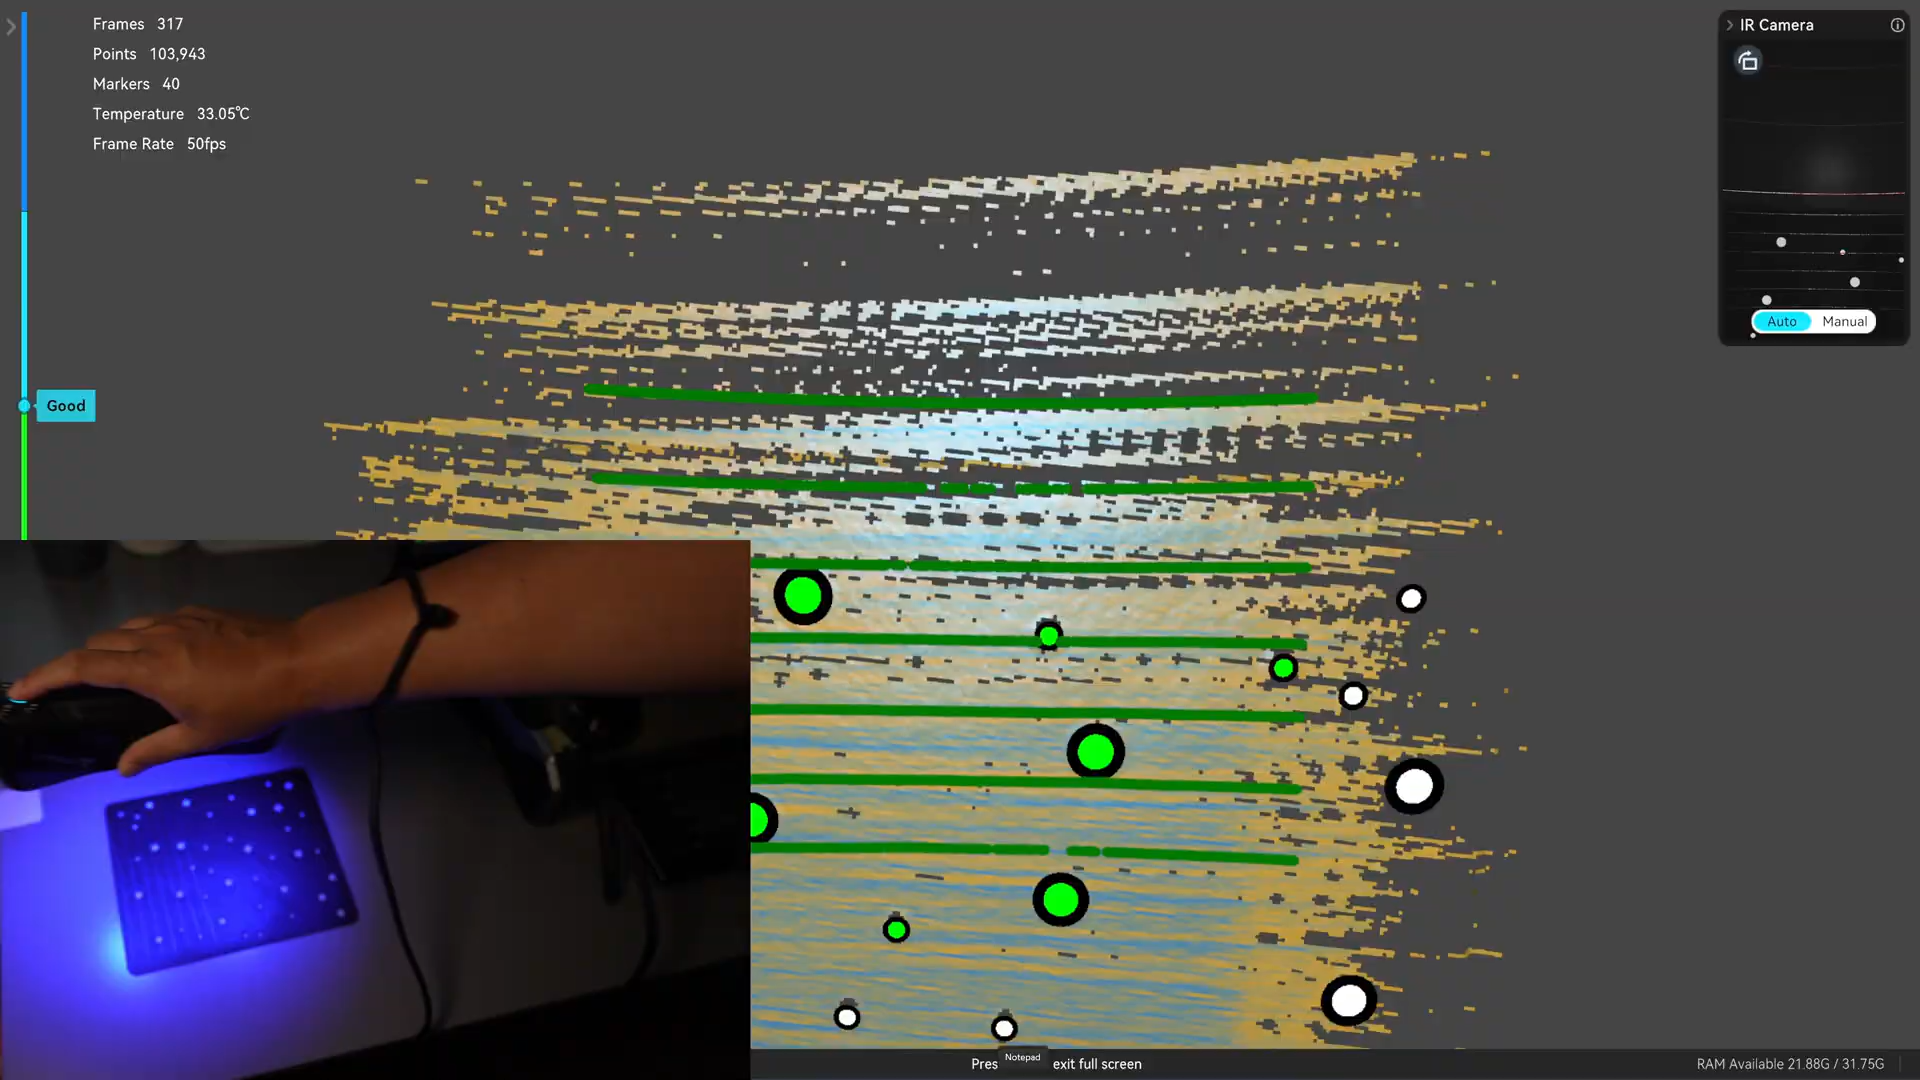 Frames 317
Points 103,943
Markers 40
Temperature 33.05℃
Frame Rate 50fps
Good
IR Camera
Auto Manual
Notepad
Pres exit full screen
RAM Available 21.88G / 31.75G